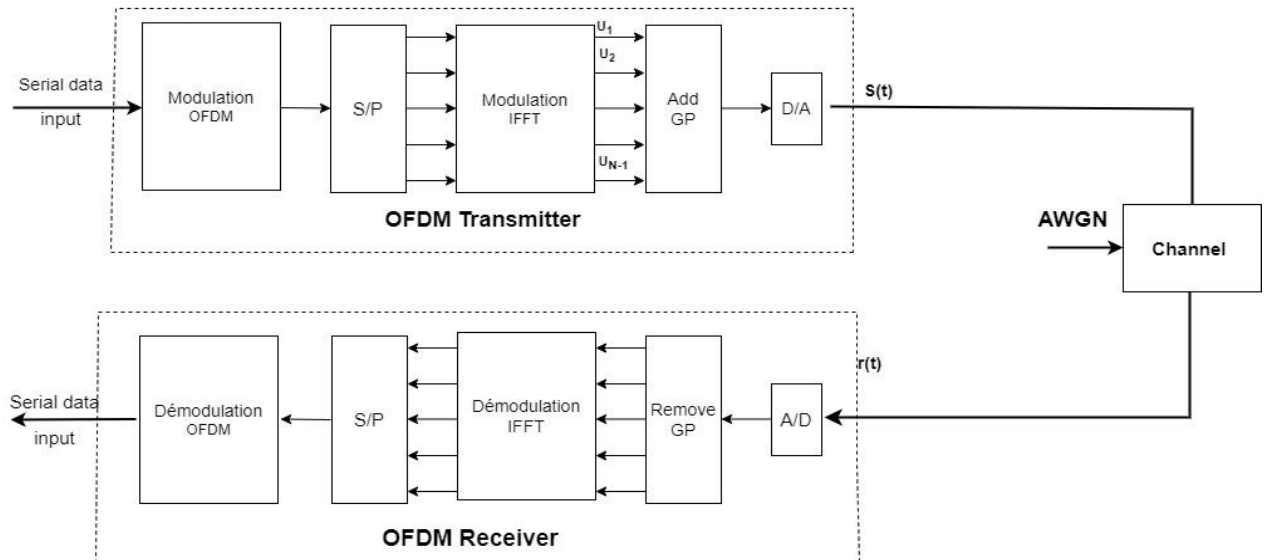 Serial data
input
Modulation
OFDM
S/P
Modulation
IFFT
U1
U2
UN-1
Add
GP
D/A
S(t)
OFDM Transmitter
AWGN
Channel
r(t)
A/D
Remove
GP
Démodulation
IFFT
S/P
Démodulation
OFDM
Serial data
input
OFDM Receiver